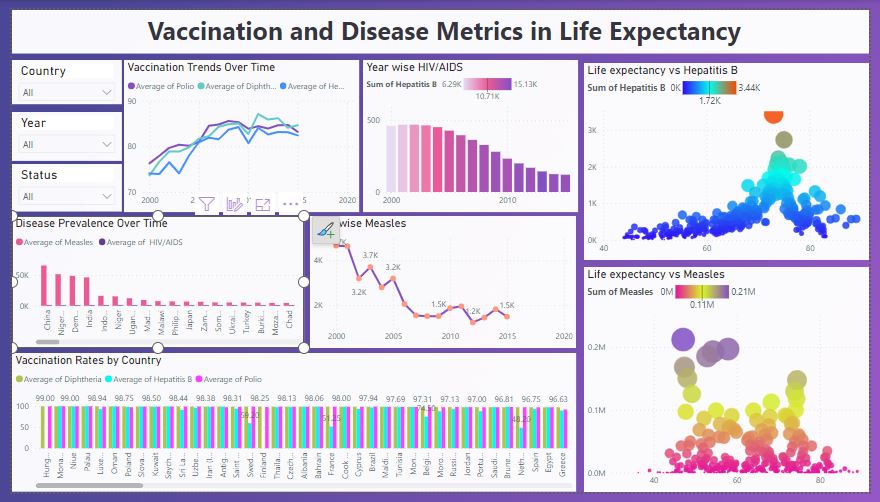 Vaccination and Disease Metrics in Life Expectancy
Country
All
Year
All
Status
All
Vaccination Trends Over Time
Average of Polio Average of Diphth... Average of He...
90
80
70
2000
2020
Year wise HIV/AIDS
Sum of Hepatitis B 6.29K 15.13K
10.71K
500
0
2000 2010
Life expectancy vs Hepatitis B
Sum of Hepatitis B 0K 3.44K
1.72K
3K
2K
1K
0K
40 60 80
Disease Prevalence Over Time
Average of Measles Average of HIV/AIDS
50K
0K
China Niger... Dem... India Indo... Niger Ugan... Mad... Malawi Philip... Japan Zam... Som... Ukrai... Turkey Burki... Moza... Chad
wise Measles
4K
2K
3.2K 3.7K 3.2K 1.5K 1.2K 1.5K
2000 2005 2010 2015 2020
Life expectancy vs Measles
Sum of Measles 0M 0.21M
0.11M
0.2M
0.1M
0.0M
40 60 80
Vaccination Rates by Country
Average of Diphtheria Average of Hepatitis B Average of Polio
100
50
0
99.00 99.00 98.94 98.75 98.50 98.44 98.38 98.31 98.25 98.13 98.06 98.00 97.94 97.69 97.31 97.13 97.00 96.81 96.75 96.63
Hung... Mona... Niue Palau Luxe... Oman Poland Slova... Kuwait Seych... Sri La... Uzbe... Iran (I... Antig... Saint ... Swed... Finland Thaila... Czech... Albania Bahrain France Cook... Cyprus Brazil Maldi... Tunisia Mon... Belgi... Moro... Russi... Jordan Portu... Saudi... Brune... Neth... Spain Egypt Greece